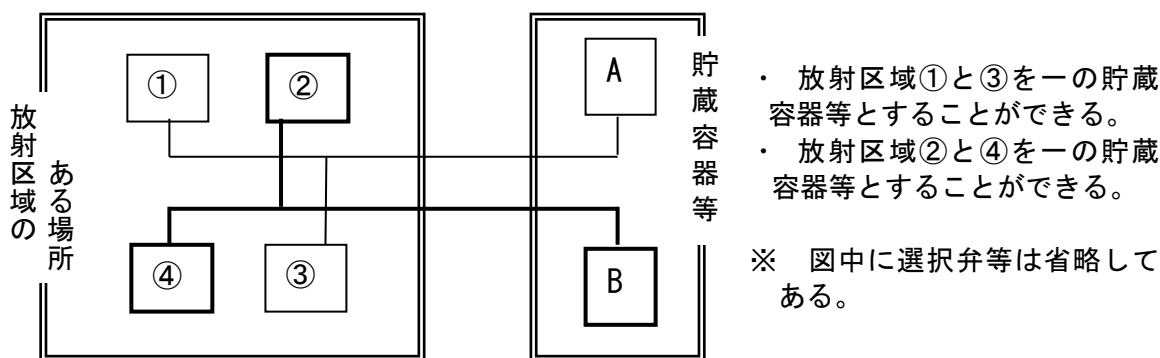 放射区域の
ある場所
①
②
④
③
A
B
貯蔵容器等
・ 放射区域①と③を一の貯蔵
容器等とすることができる。
・ 放射区域②と④を一の貯蔵
容器等とすることができる。
※ 図中に選択弁等は省略して
ある。